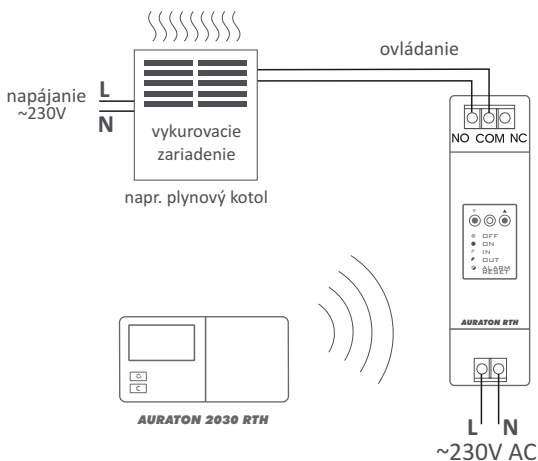 ovládanie
napájanie
~230V
L
N
vykurovacie
zariadenie
napr. plynový kotol
NO COM NC
OFF
ON
IN
OUT
ALARM
RESET
AURATON RTH
C
AURATON 2030 RTH
L N
~230V AC